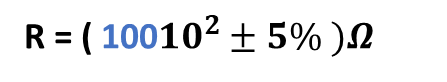 R = ( 10010² ± 5% )Ω